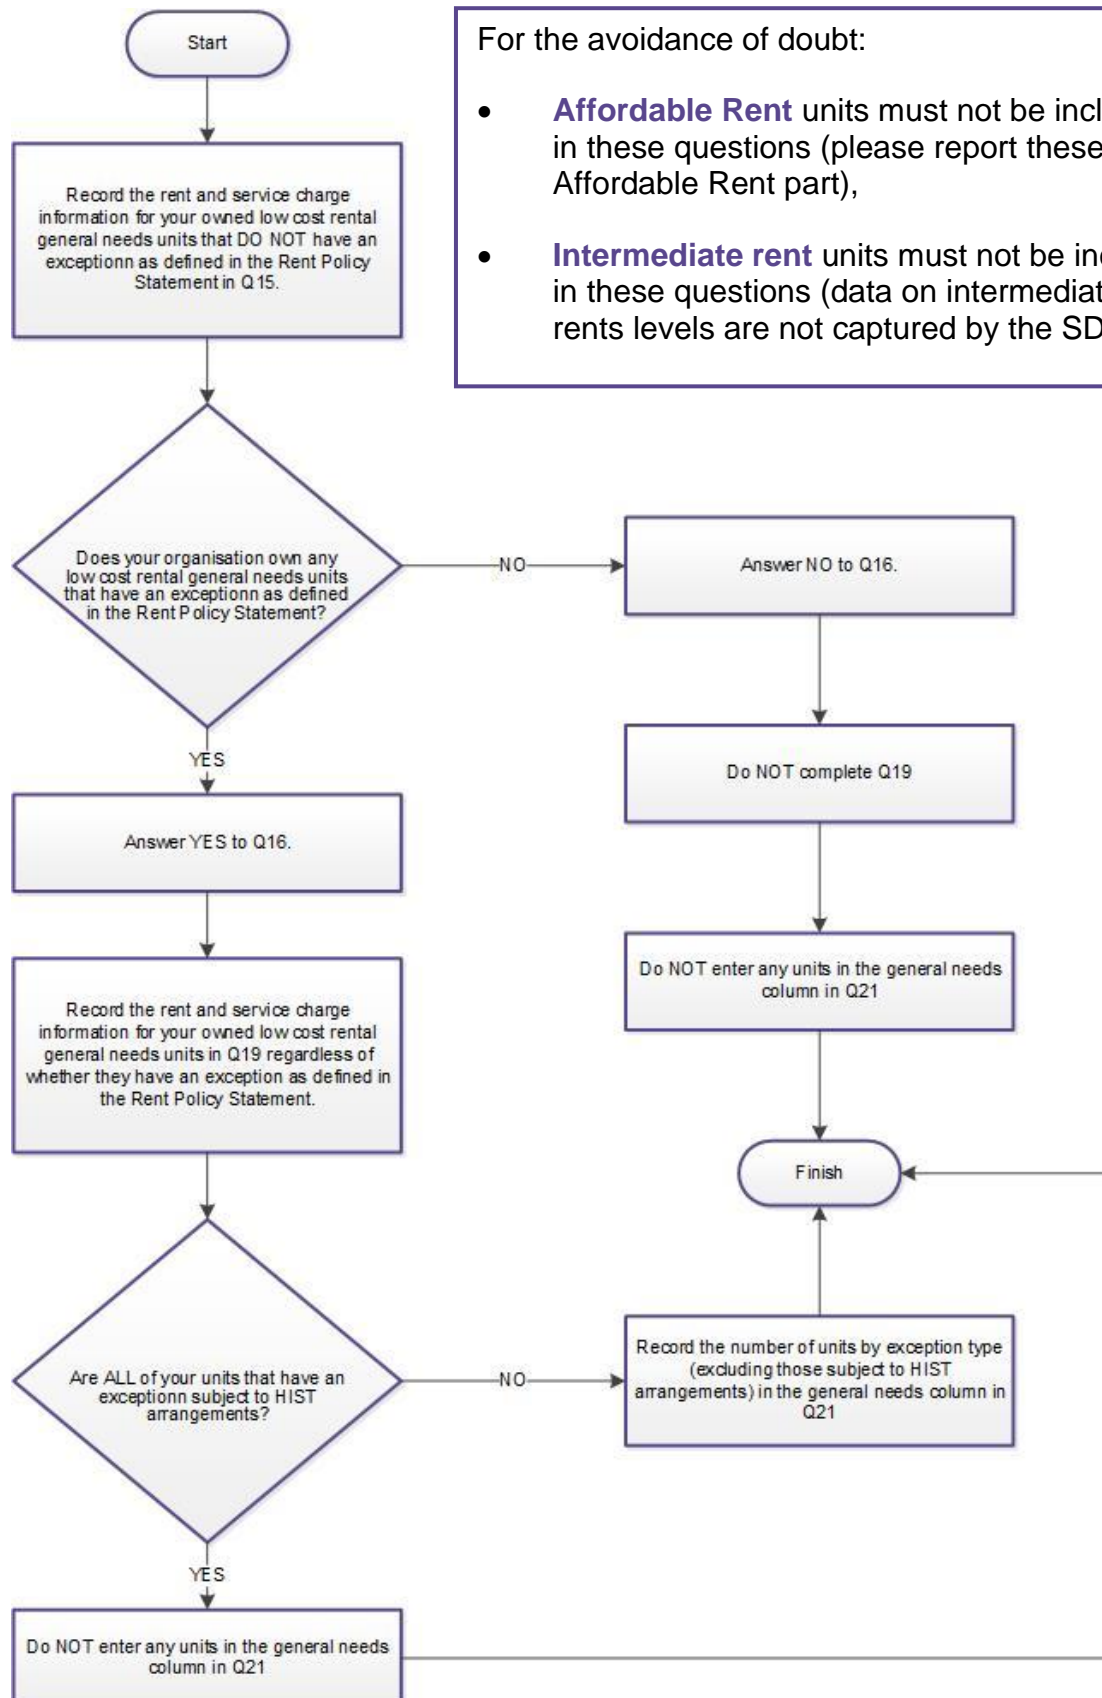 Start
For the avoidance of doubt:
• Affordable Rent units must not be incl
in these questions (please report these
Affordable Rent part),
• Intermediate rent units must not be in
in these questions (data on intermediat
rents levels are not captured by the SD
Record the rent and service charge
information for your owned low cost rental
general needs units that DO NOT have an
exceptionn as defined in the Rent Policy
Statement in Q15.
Does your organisation own any
low cost rental general needs units
that have an exceptionn as defined
in the Rent Policy Statement?
NO
Answer NO to Q16.
Do NOT complete Q19
Do NOT enter any units in the general needs
column in Q21
YES
Answer YES to Q16.
Record the rent and service charge
information for your owned low cost rental
general needs units in Q19 regardless of
whether they have an exception as defined in
the Rent Policy Statement.
Finish
Are ALL of your units that have an
exceptionn subject to HIST
arrangements?
NO
Record the number of units by exception type
(excluding those subject to HIST
arrangements) in the general needs column in
Q21
YES
Do NOT enter any units in the general needs
column in Q21